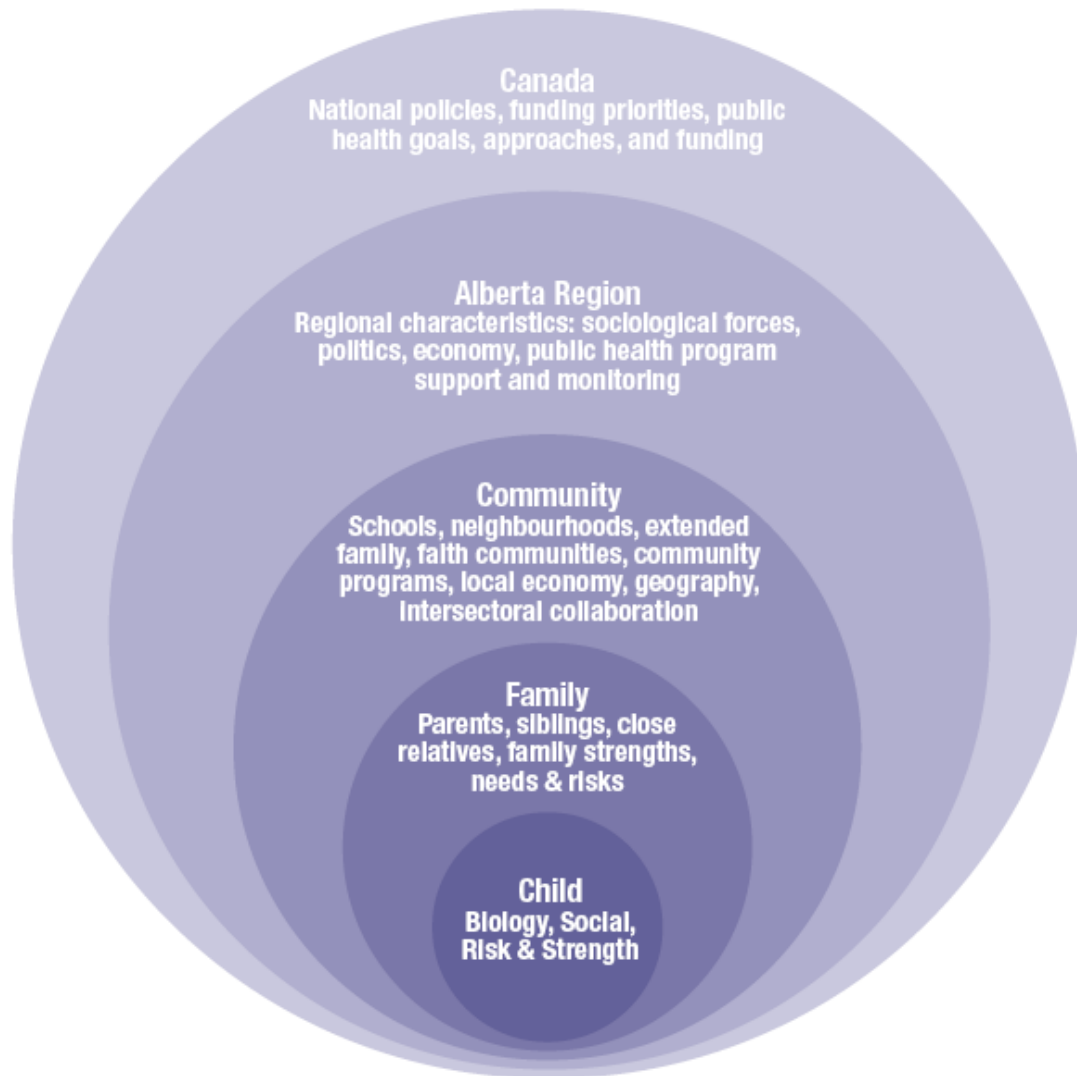 Canada
National policies, funding priorities, public
health goals, approaches, and funding
Alberta Region
Regional characteristics: sociological forces,
politics, economy, public health program
support and monitoring
Community
Schools, neighbourhoods, extended
family, faith communities, community
programs, local economy, geography,
intersectoral collaboration
Family
Parents, siblings, close
relatives, family strengths,
needs & risks
Child
Biology, Social,
Risk & Strength